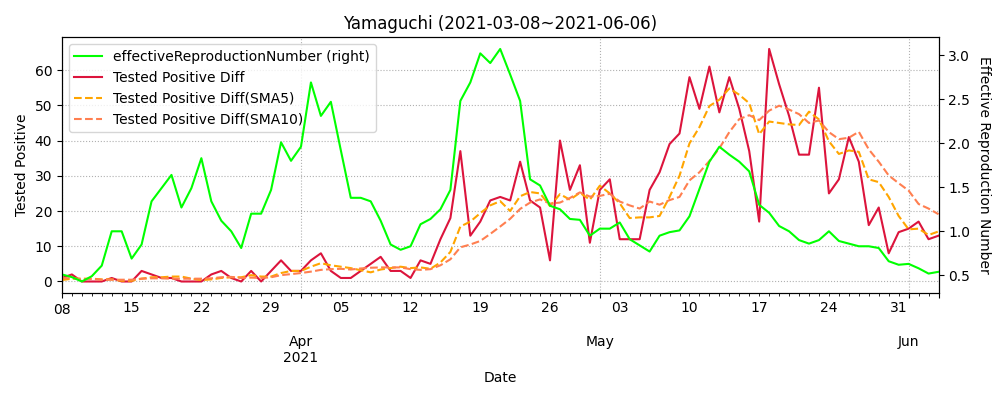 Yamaguchi (2021-03-08~2021-06-06)
effectiveReproductionNumber (right)
Tested Positive Diff
Tested Positive Diff(SMA5)
Tested Positive Diff(SMA10)
Tested Positive
60
50
40
30
20
10
0
3.0
2.5
2.0
1.5
1.0
0.5
Effective Reproduction Number
08 15 22 29 05 12 19 26 03 10 17 24 31
Apr May Jun
2021
Date